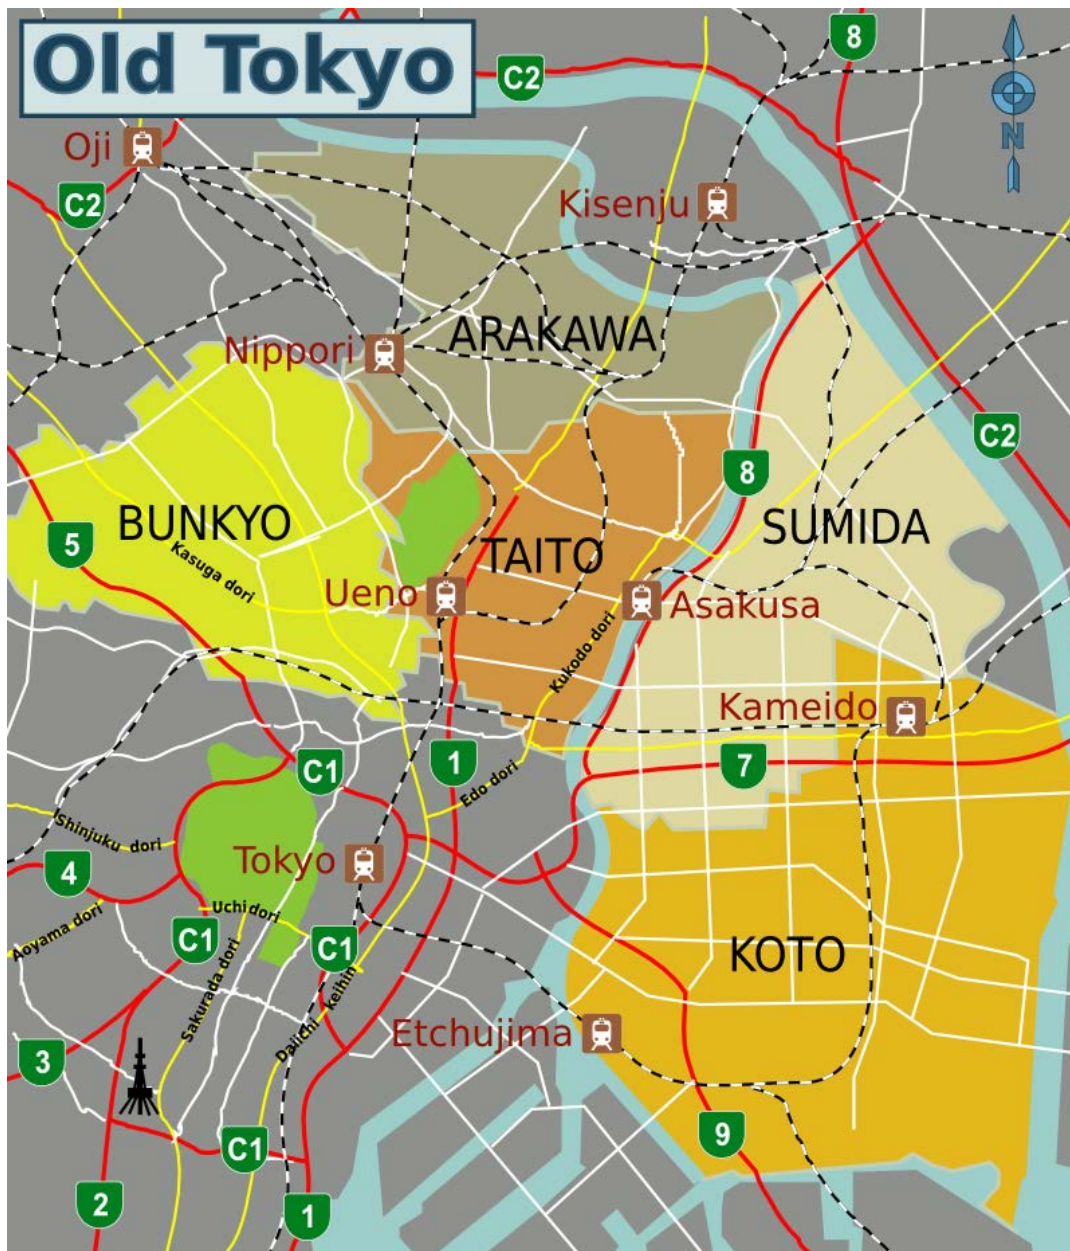 Old Tokyo
C2
8
N
Oji
C2
Kisenju
Nippori
ARAKAWA
C2
8
BUNKYO
5
Kasuga dori
TAITO
SUMIDA
Ueno
Asakusa
Kukodo dori
Kameido
C1
1
7
Edo dori
Shinjuku dori
Tokyo
4
Uchi dori
Aoyama dori
C1
C1
Sakurada dori
Daiichi keihin
KOTO
Etchujima
3
C1
9
2
1